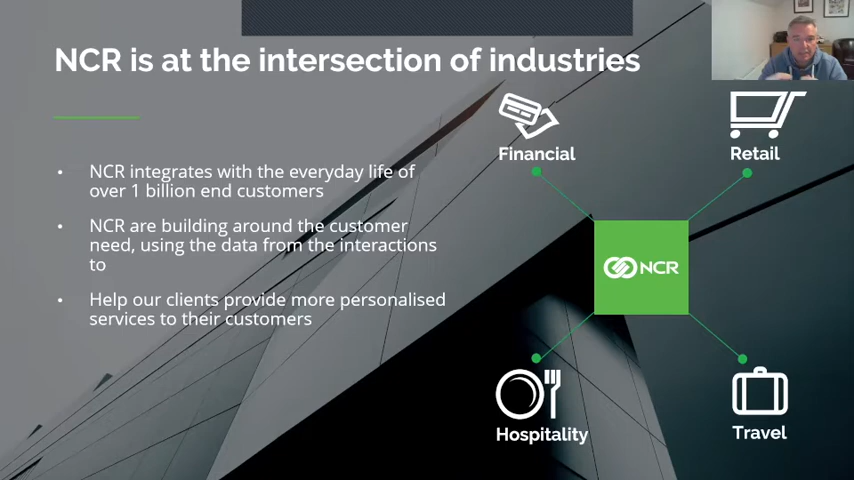 NCR is at the intersection of industries
• NCR integrates with the everyday life of
over 1 billion end customers
• NCR are building around the customer
need, using the data from the interactions
to
• Help our clients provide more personalised
services to their customers
Financial
Retail
NCR
Hospitality
Travel